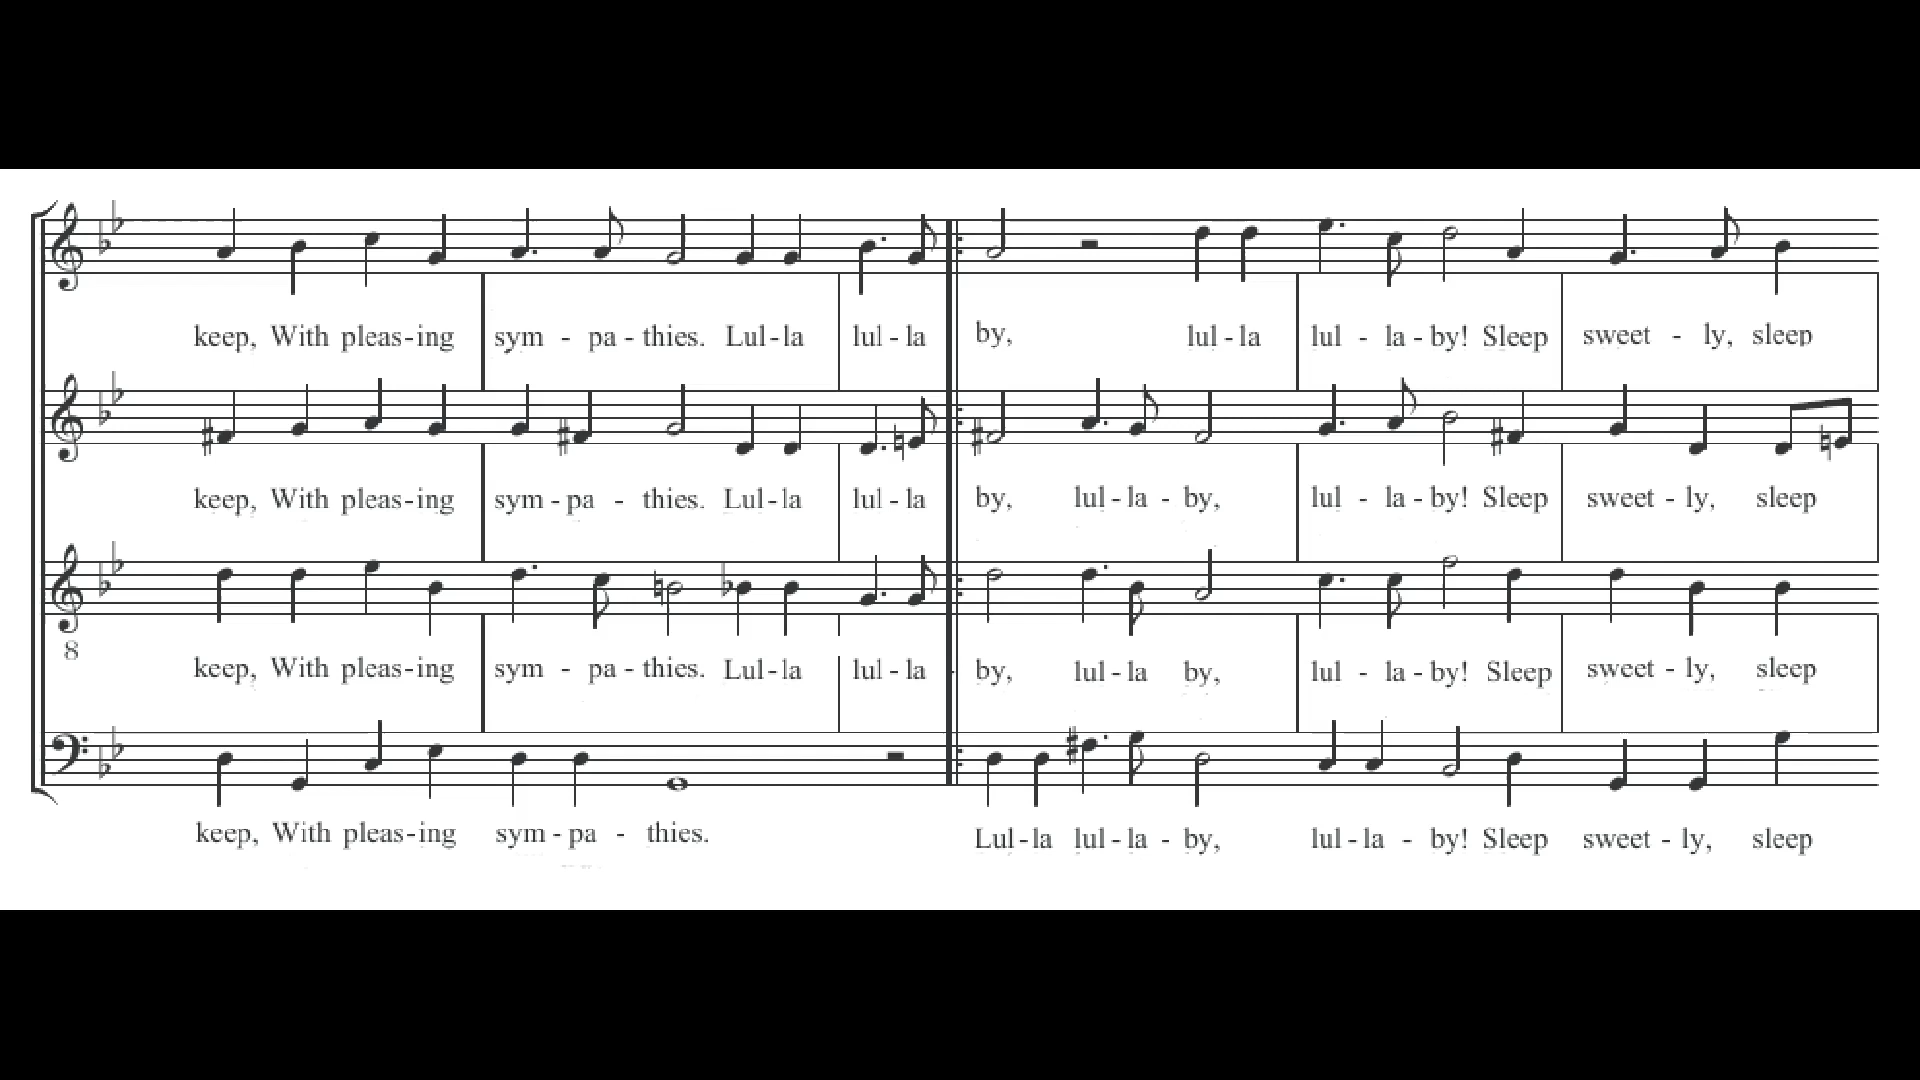 keep, With pleas-ing sym - pa - thies. Lul-la lul-la by, lul-la lul - la-by! Sleep sweet - ly, sleep
keep, With pleas-ing sym-pa - thies. Lul-la lul-la by, lul-la-by, lul - la-by! Sleep sweet - ly, sleep
8
keep, With pleas-ing sym - pa - thies. Lul-la lul-la - by, lul-la by, lul - la-by! Sleep sweet - ly, sleep
keep, With pleas-ing sym-pa - thies. Lul-la lul-la - by, lul-la - by! Sleep sweet - ly, sleep